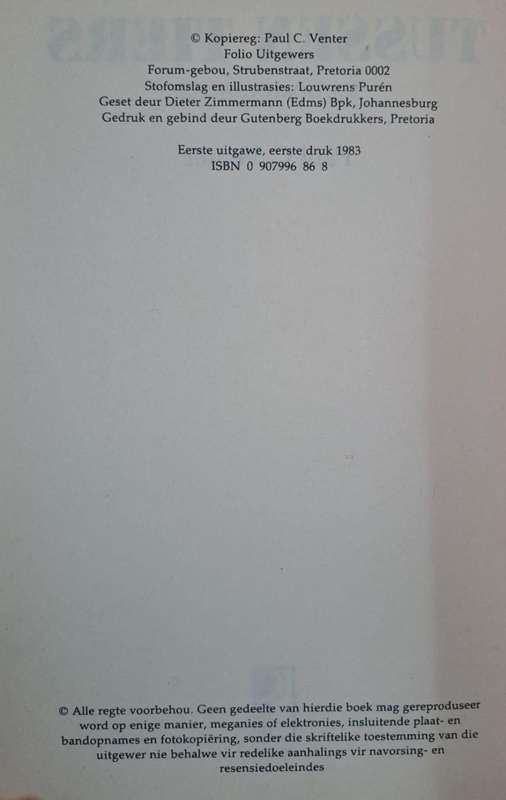 © Kopiereg: Paul C. Venter
Folio Uitgewers
Forum-gebou, Strubenstraat, Pretoria 0002
Stofomslag en illustrasies: Louwrens Purén
Geset deur Dieter Zimmermann (Edms) Bpk, Johannesburg
Gedruk en gebind deur Gutenberg Boekdrukkers, Pretoria
Eerste uitgawe, eerste druk 1983
ISBN 0 907996 86 8
© Alle regte voorbehou. Geen gedeelte van hierdie boek mag gereproduseer
word op enige manier, meganies of elektronies, insluitende plaat- en
bandopnames en fotokopiëring, sonder die skriftelike toestemming van die
uitgewer nie behalwe vir redelike aanhalings vir navorsing- en
resensiedoeleindes